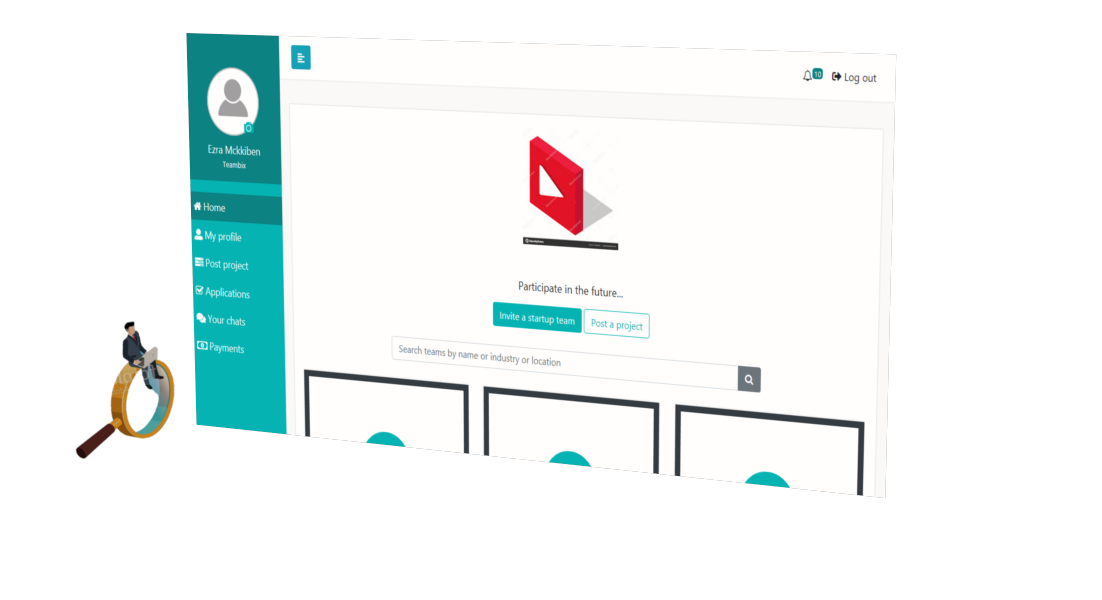 10
Log out
Ezra Mckkiben
Teambix
Home
My profile
Post project
Applications
Your chats
Payments
Participate in the future...
Invite a startup team
Post a project
Search teams by name or industry or location